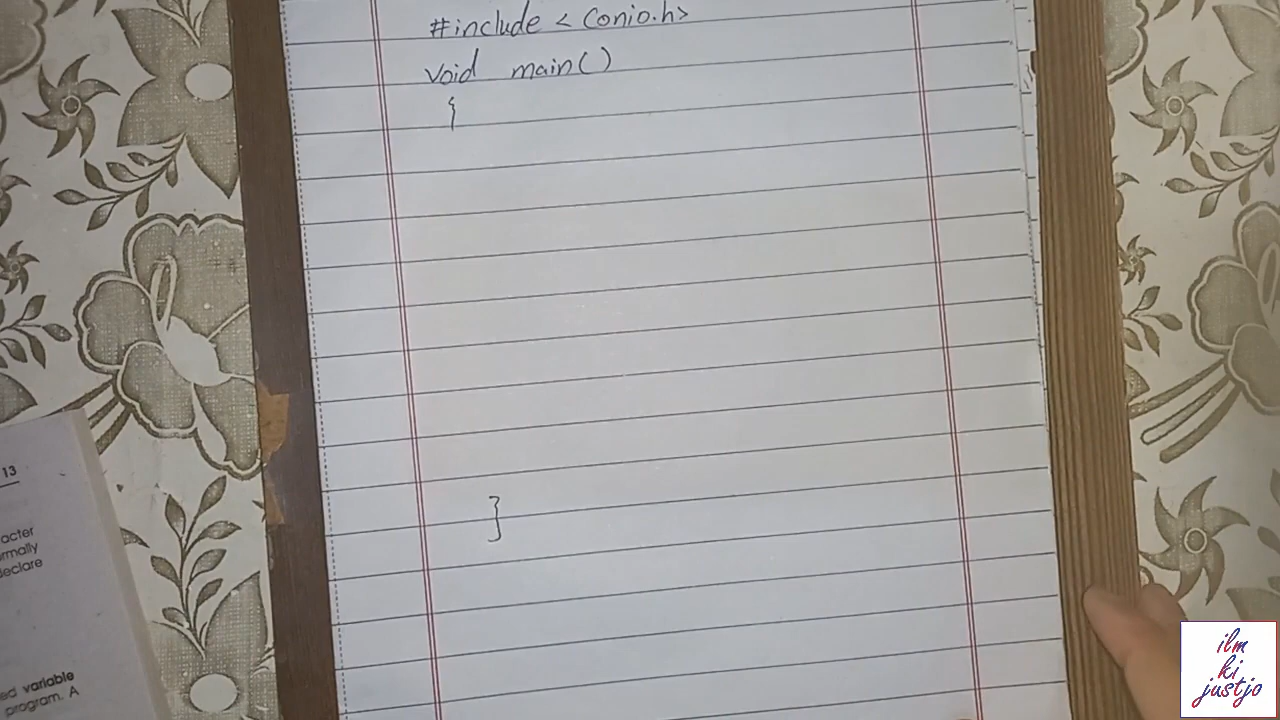 #include < Conio.h>
void main()
{
}
13
acter
rmally
declare
ed variable
program. A
ilm
ki
justjo